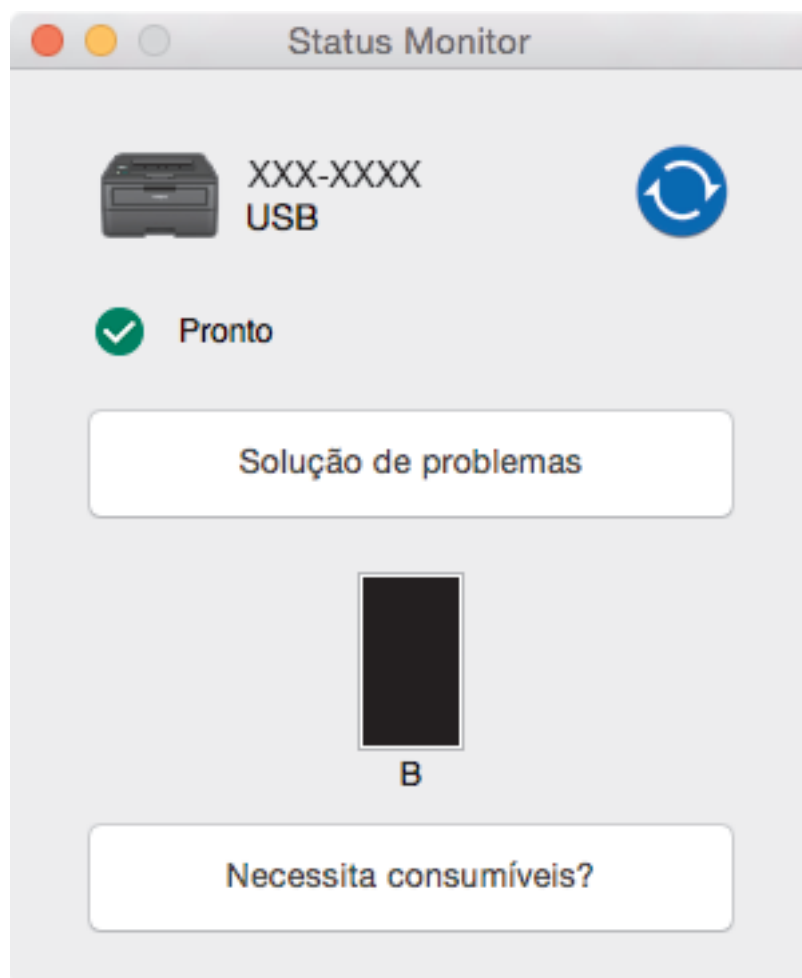 Status Monitor
XXX-XXXX
USB
Pronto
Solução de problemas
B
Necessita consumíveis?